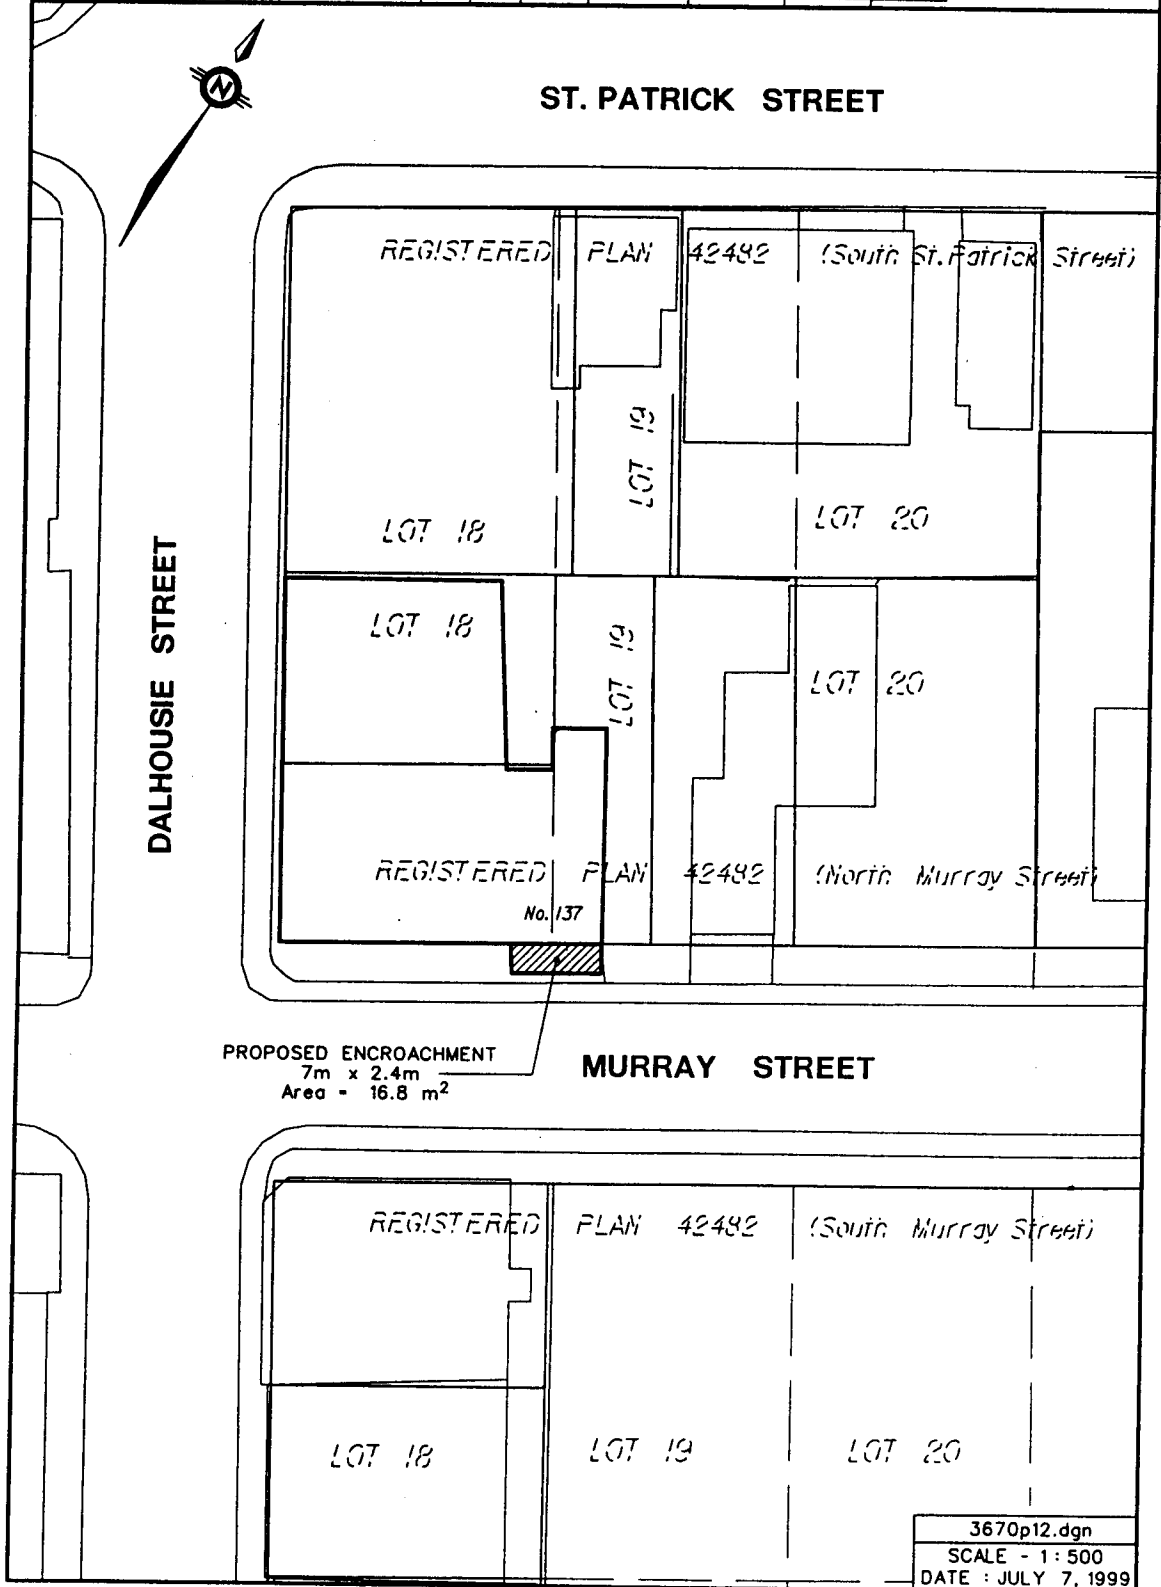 N
ST. PATRICK STREET
REGISTERED PLAN 42482 (South St. Patrick Street)
LOT 19
LOT 18
LOT 20
DALHOUSIE STREET
LOT 18
LOT 19
LOT 20
REGISTERED PLAN 42482 (North Murray Street)
No. 137
PROPOSED ENCROACHMENT
7m x 2.4m
Area - 16.8 m²
MURRAY STREET
REGISTERED PLAN 42482 (South Murray Street)
LOT 18
LOT 19
LOT 20
3670p12.dgn
SCALE - 1 : 500
DATE : JULY 7, 1999